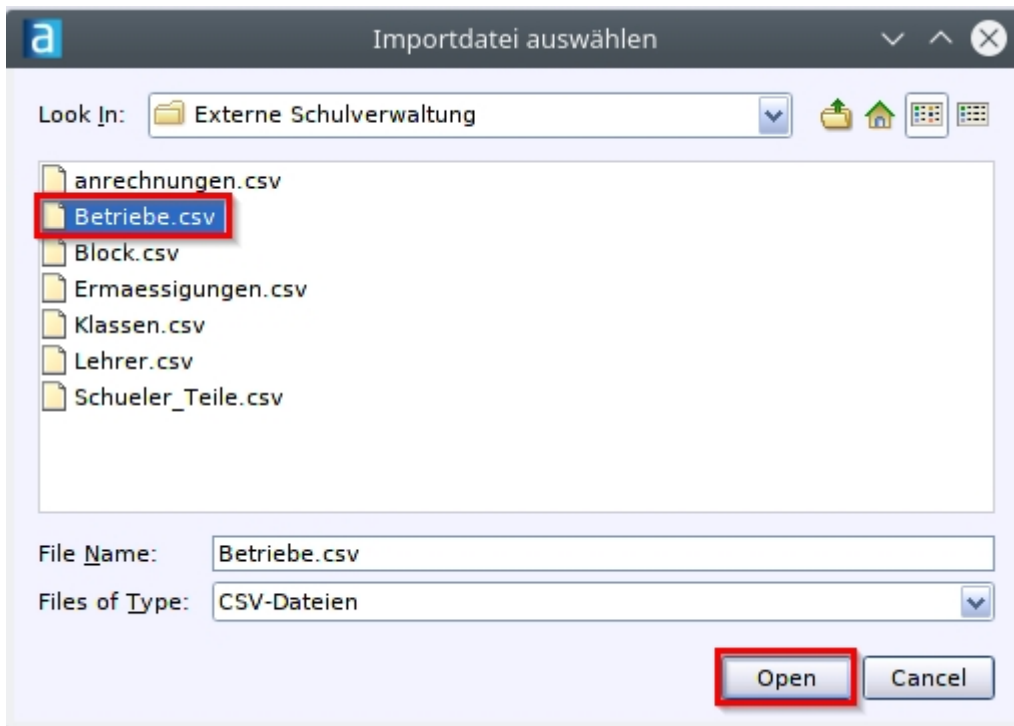 a Importdatei auswählen
Look In: Externe Schulverwaltung
anrechnungen.csv
Betriebe.csv
Block.csv
Ermaessigungen.csv
Klassen.csv
Lehrer.csv
Schueler_Teile.csv
File Name: Betriebe.csv
Files of Type: CSV-Dateien
Open Cancel